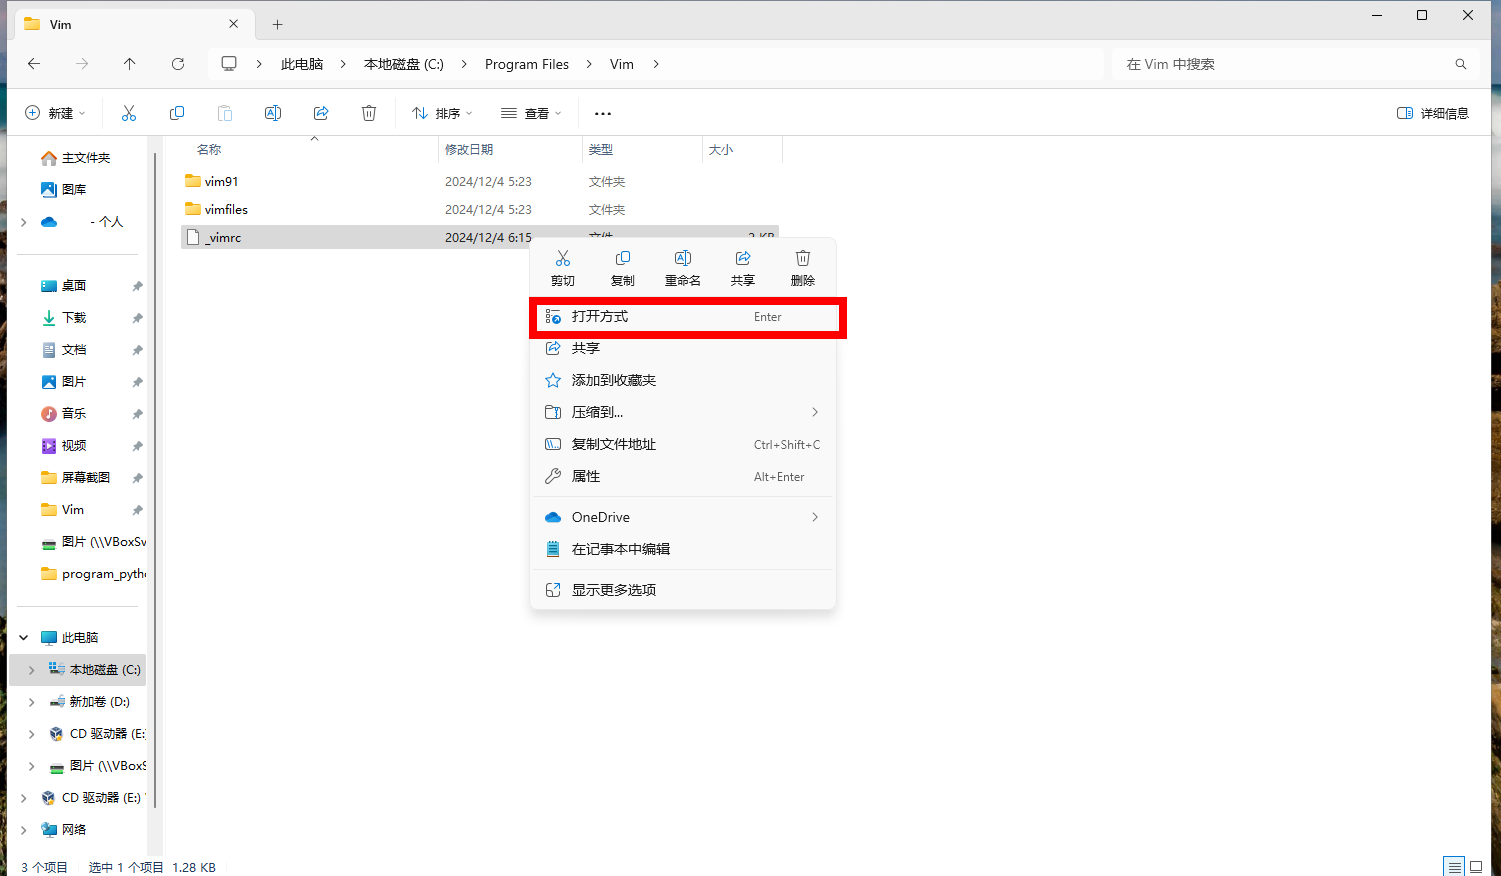 Vim
此电脑 本地磁盘 (C:) Program Files Vim
在 Vim 中搜索
新建 排序 查看 详细信息
名称 修改日期 类型 大小
vim91 2024/12/4 5:23 文件夹
vimfiles 2024/12/4 5:23 文件夹
_vimrc 2024/12/4 6:15 文件 2 KB
剪切 复制 重命名 共享 删除
打开方式 Enter
共享
添加到收藏夹
压缩到...
复制文件地址 Ctrl+Shift+C
属性 Alt+Enter
OneDrive
在记事本中编辑
显示更多选项
主文件夹
图库
- 个人
桌面
下载
文档
图片
音乐
视频
屏幕截图
Vim
图片 (\\VBoxSv
program_pytho
此电脑
本地磁盘 (C:)
新加卷 (D:)
CD 驱动器 (E:)
图片 (\\VBoxS
CD 驱动器 (E:)
网络
3 个项目 选中 1 个项目 1.28 KB